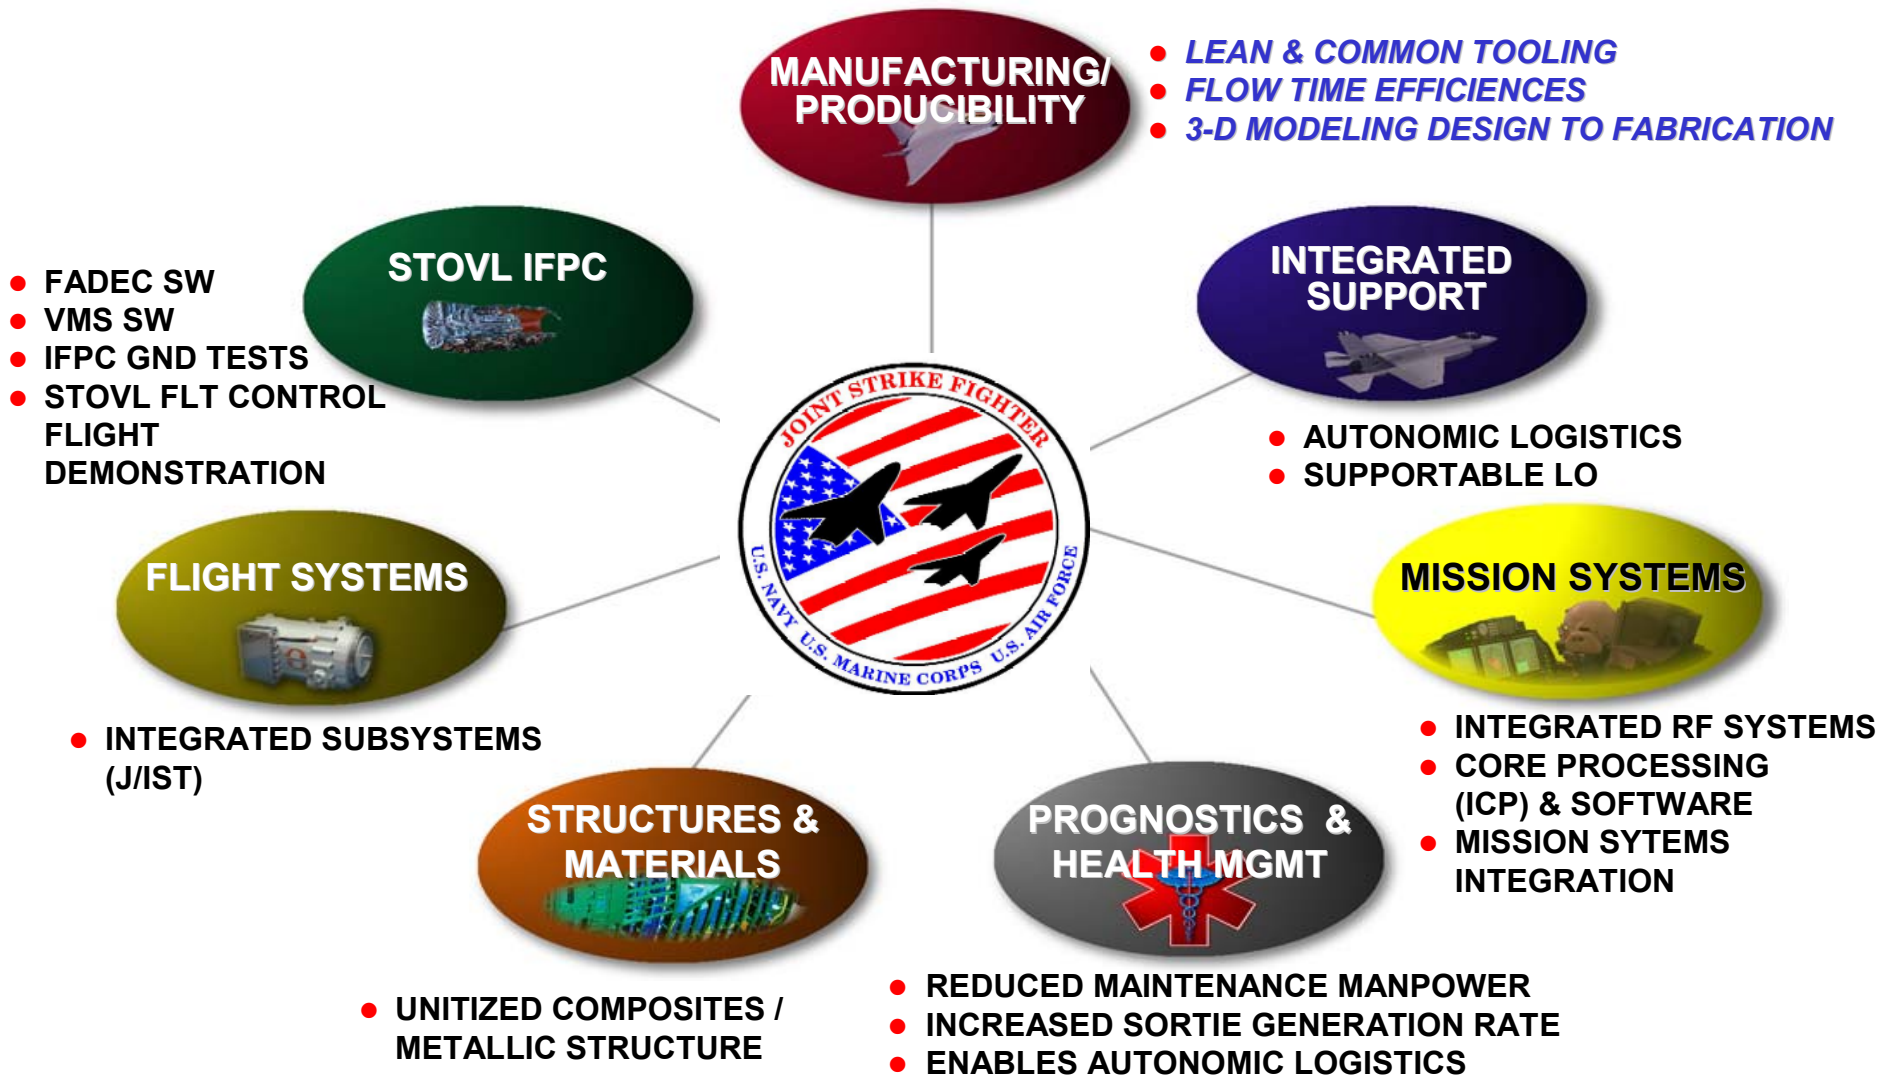 MANUFACTURING/
PRODUCIBILITY
● LEAN & COMMON TOOLING
● FLOW TIME EFFICIENCES
● 3-D MODELING DESIGN TO FABRICATION
STOVL IFPC
● FADEC SW
● VMS SW
● IFPC GND TESTS
● STOVL FLT CONTROL
FLIGHT
DEMONSTRATION
INTEGRATED
SUPPORT
● AUTONOMIC LOGISTICS
● SUPPORTABLE LO
JOINT STRIKE FIGHTER
U.S. NAVY U.S. MARINE CORPS U.S. AIR FORCE
FLIGHT SYSTEMS
● INTEGRATED SUBSYSTEMS
(J/IST)
MISSION SYSTEMS
● INTEGRATED RF SYSTEMS
● CORE PROCESSING
(ICP) & SOFTWARE
● MISSION SYTEMS
INTEGRATION
STRUCTURES &
MATERIALS
● UNITIZED COMPOSITES /
METALLIC STRUCTURE
PROGNOSTICS &
HEALTH MGMT
● REDUCED MAINTENANCE MANPOWER
● INCREASED SORTIE GENERATION RATE
● ENABLES AUTONOMIC LOGISTICS